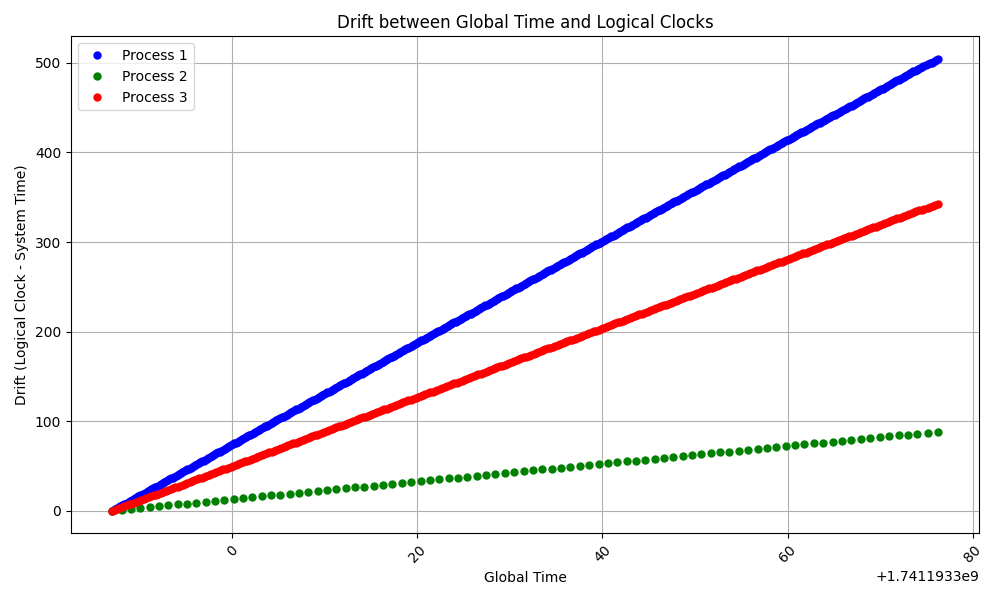 Drift between Global Time and Logical Clocks
Process 1
Process 2
Process 3
Drift (Logical Clock - System Time)
500
400
300
200
100
0
0
20
40
60
80
Global Time
+1.7411933e9